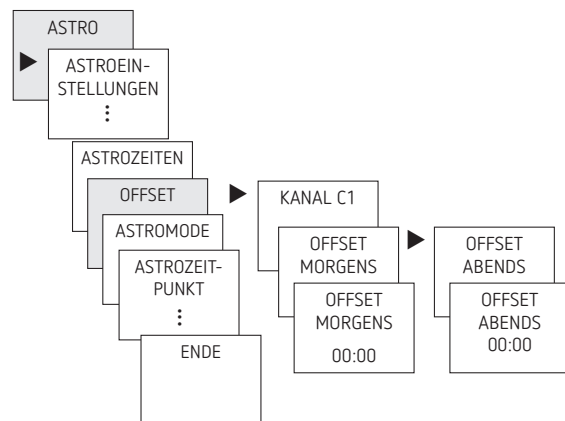 ASTRO
ASTROEIN-
STELLUNGEN
ASTROZEITEN
OFFSET
ASTROMODE
ASTROZEIT-
PUNKT
ENDE
KANAL C1
OFFSET
MORGENS
OFFSET
MORGENS
00:00
OFFSET
ABENDS
OFFSET
ABENDS
00:00